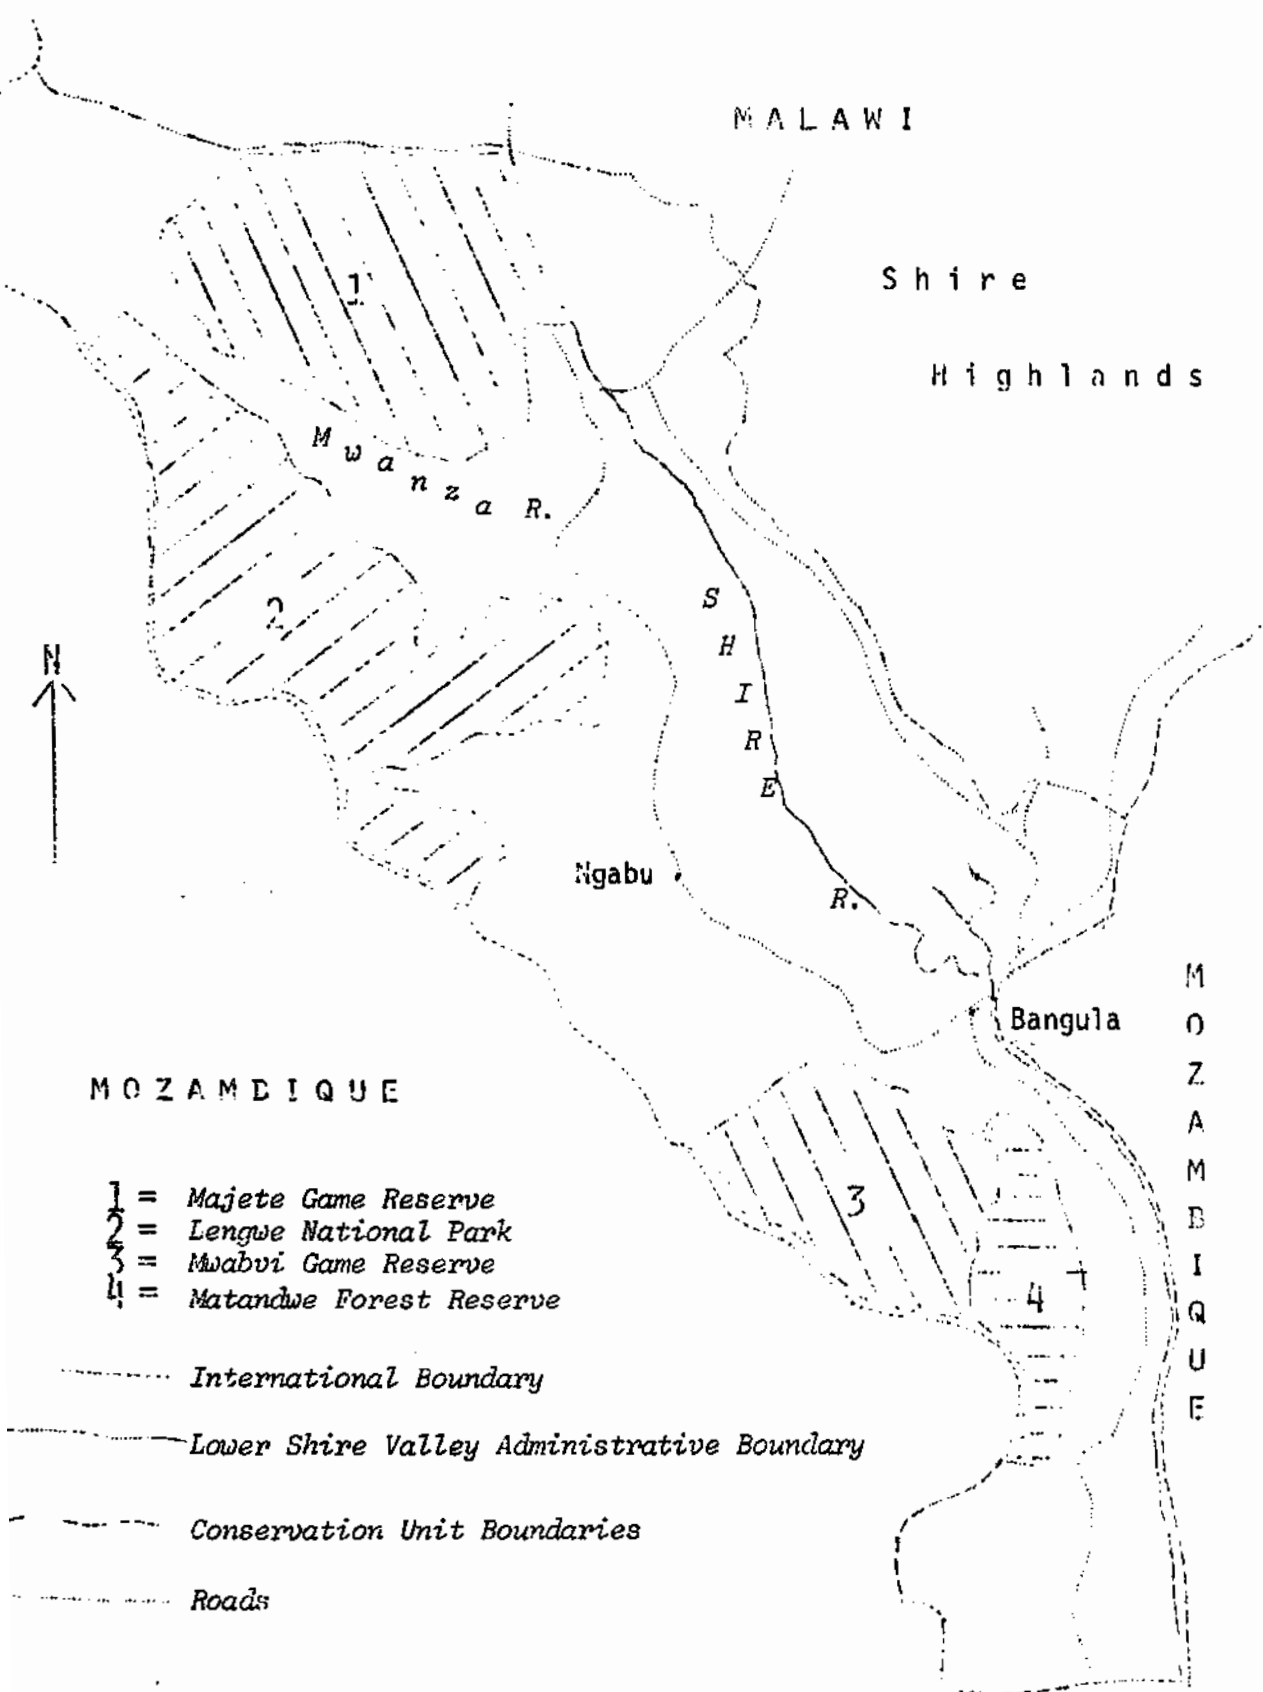 MALAWI
Shire
Highlands
1
Mwanza R.
2
N
SHIRE R.
Ngabu
Bangula
MOZAMBIQUE
MOZAMBIQUE
3
4
1 = Majete Game Reserve
2 = Lengwe National Park
3 = Mwabvi Game Reserve
4 = Matandwe Forest Reserve
International Boundary
Lower Shire Valley Administrative Boundary
Conservation Unit Boundaries
Roads